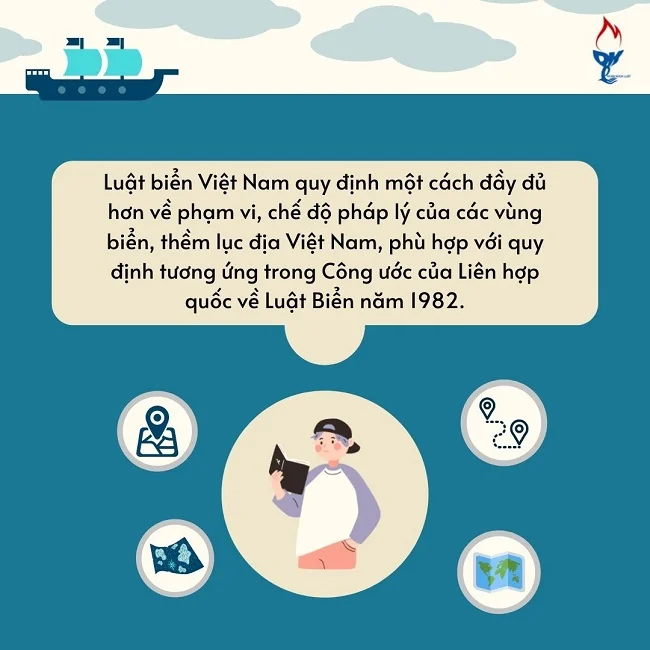 Luật biển Việt Nam quy định một cách đầy đủ
hơn về phạm vi, chế độ pháp lý của các vùng
biển, thềm lục địa Việt Nam, phù hợp với quy
định tương ứng trong Công ước của Liên hợp
quốc về Luật Biển năm 1982.